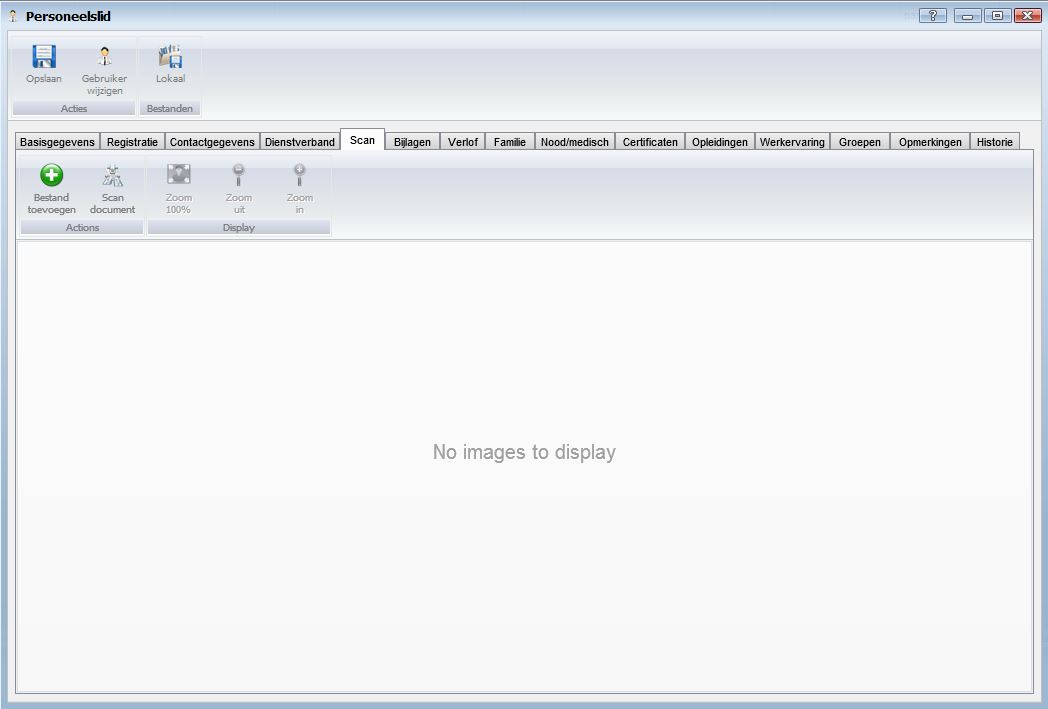 Personeelslid
?
Opslaan
Gebruiker
wijzigen
Lokaal
Acties
Bestanden
Basisgegevens Registratie Contactgegevens Dienstverband Scan Bijlagen Verlof Familie Nood/medisch Certificaten Opleidingen Werkervaring Groepen Opmerkingen Historie
Bestand
toevoegen
Scan
document
Zoom
100%
Zoom
uit
Zoom
in
Actions
Display
No images to display